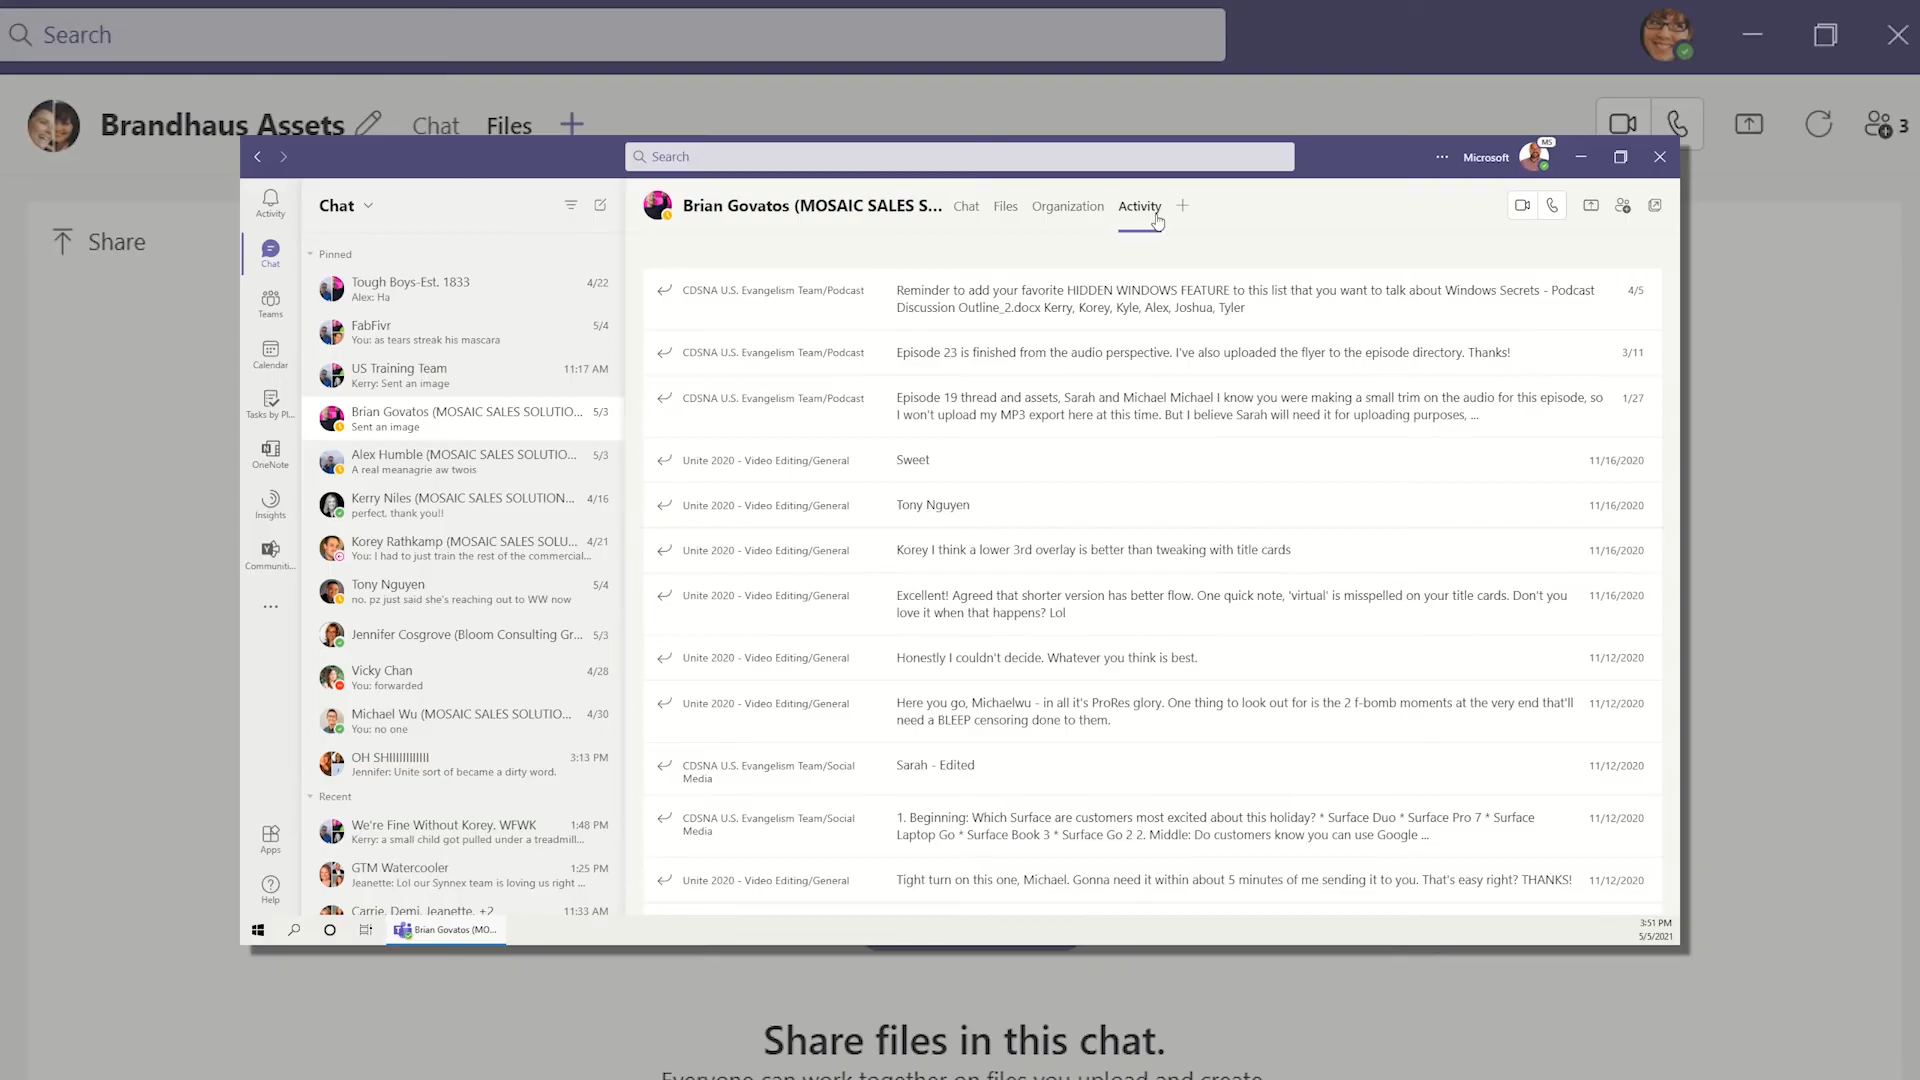 Search
Brandhaus Assets Chat Files
3
Share
Search
Microsoft
MS
Activity
Chat
Teams
Calendar
Tasks by Pl...
OneNote
Insights
Communiti...
Apps
Help
Chat
Pinned
Tough Boys-Est. 1833 4/22
Alex: Ha
FabFivr 5/4
You: as tears streak his mascara
US Training Team 11:17 AM
Kerry: Sent an image
Brian Govatos (MOSAIC SALES SOLUTIO... 5/3
Sent an image
Alex Humble (MOSAIC SALES SOLUTIO... 5/3
A real meanagrie aw twois
Kerry Niles (MOSAIC SALES SOLUTION... 4/16
perfect, thank you!!
Korey Rathkamp (MOSAIC SALES SOLU... 4/21
You: I had to just train the rest of the commercial...
Tony Nguyen 5/4
no. pz just said she's reaching out to WW now
Jennifer Cosgrove (Bloom Consulting Gr... 5/3
Vicky Chan 4/28
You: forwarded
Michael Wu (MOSAIC SALES SOLUTIO... 4/30
You: no one
OH SHIIIIIIIIIIII 3:13 PM
Jennifer: Unite sort of became a dirty word.
Recent
We're Fine Without Korey. WFWK 1:48 PM
Kerry: a small child got pulled under a treadmill...
GTM Watercooler 1:25 PM
Jeanette: Lol our Synnex team is loving us right ...
Carrie, Demi, Jeanette, +2 11:33 AM
Brian Govatos (MOSAIC SALES S... Chat Files Organization Activity
CDSNA U.S. Evangelism Team/Podcast Reminder to add your favorite HIDDEN WINDOWS FEATURE to this list that you want to talk about Windows Secrets - Podcast 4/5
Discussion Outline_2.docx Kerry, Korey, Kyle, Alex, Joshua, Tyler
CDSNA U.S. Evangelism Team/Podcast Episode 23 is finished from the audio perspective. I've also uploaded the flyer to the episode directory. Thanks! 3/11
CDSNA U.S. Evangelism Team/Podcast Episode 19 thread and assets, Sarah and Michael Michael I know you were making a small trim on the audio for this episode, so 1/27
I won't upload my MP3 export here at this time. But I believe Sarah will need it for uploading purposes, ...
Unite 2020 - Video Editing/General Sweet 11/16/2020
Unite 2020 - Video Editing/General Tony Nguyen 11/16/2020
Unite 2020 - Video Editing/General Korey I think a lower 3rd overlay is better than tweaking with title cards 11/16/2020
Unite 2020 - Video Editing/General Excellent! Agreed that shorter version has better flow. One quick note, 'virtual' is misspelled on your title cards. Don't you 11/16/2020
love it when that happens? Lol
Unite 2020 - Video Editing/General Honestly I couldn't decide. Whatever you think is best. 11/12/2020
Unite 2020 - Video Editing/General Here you go, Michaelwu - in all it's ProRes glory. One thing to look out for is the 2 f-bomb moments at the very end that'll 11/12/2020
need a BLEEP censoring done to them.
CDSNA U.S. Evangelism Team/Social Sarah - Edited 11/12/2020
Media
CDSNA U.S. Evangelism Team/Social 1. Beginning: Which Surface are customers most excited about this holiday? * Surface Duo * Surface Pro 7 * Surface 11/12/2020
Media Laptop Go * Surface Book 3 * Surface Go 2 2. Middle: Do customers know you can use Google ...
Unite 2020 - Video Editing/General Tight turn on this one, Michael. Gonna need it within about 5 minutes of me sending it to you. That's easy right? THANKS! 11/12/2020
Brian Govatos (MO...
3:51 PM
5/5/2021
Share files in this chat.
Everyone can work together on files you upload and create